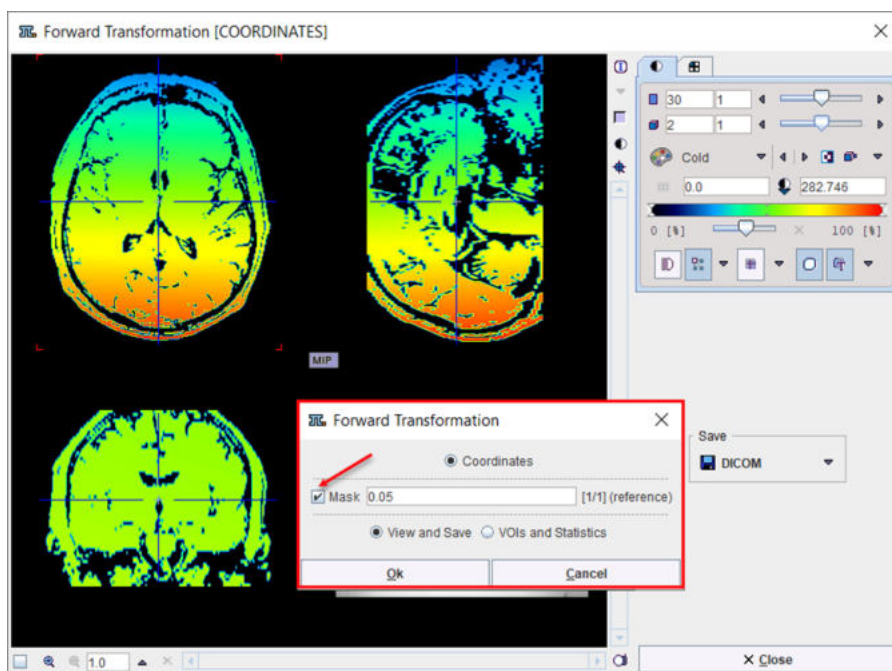 Forward Transformation [COORDINATES]
30 1
2 1
Cold
0.0 282.746
0 [%] 100 [%]
MIP
Forward Transformation
Coordinates
Mask 0.05 [1/1] (reference)
View and Save VOIs and Statistics
Ok Cancel
Save
DICOM
1.0
Close